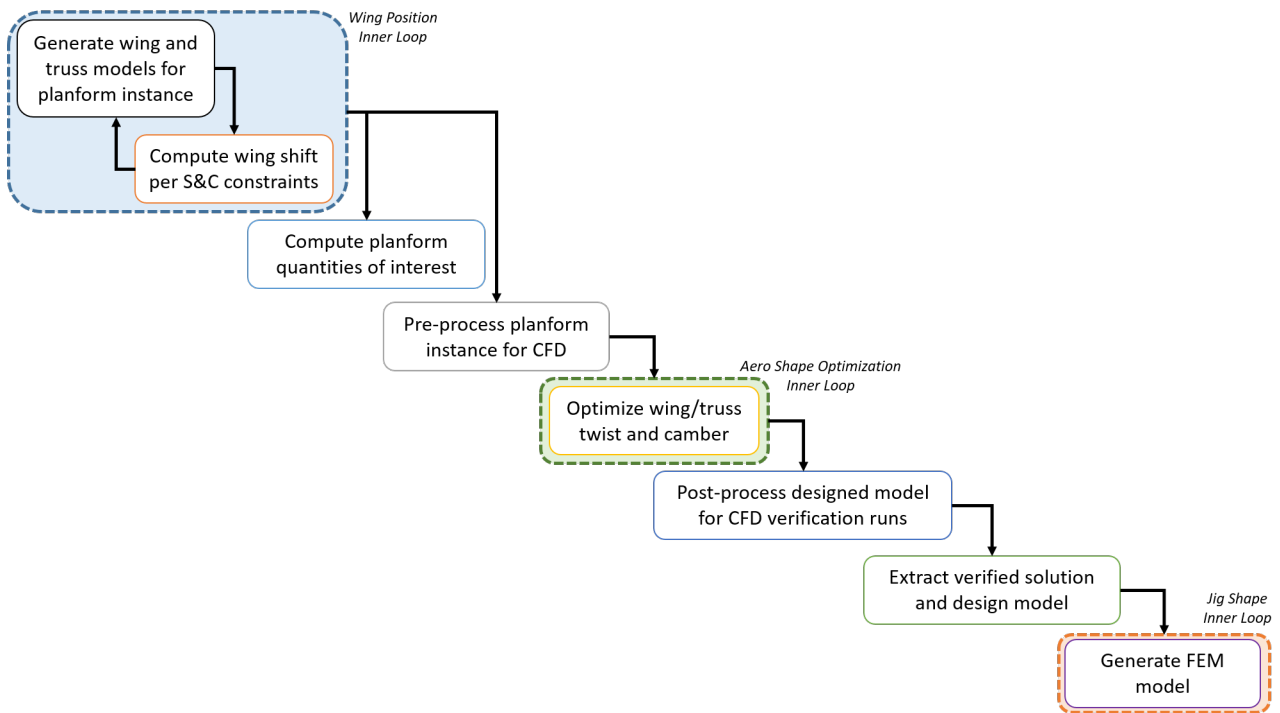 Wing Position
Inner Loop
Generate wing and
truss models for
planform instance
Compute wing shift
per S&C constraints
Compute planform
quantities of interest
Pre-process planform
instance for CFD
Aero Shape Optimization
Inner Loop
Optimize wing/truss
twist and camber
Post-process designed model
for CFD verification runs
Extract verified solution
and design model
Jig Shape
Inner Loop
Generate FEM
model